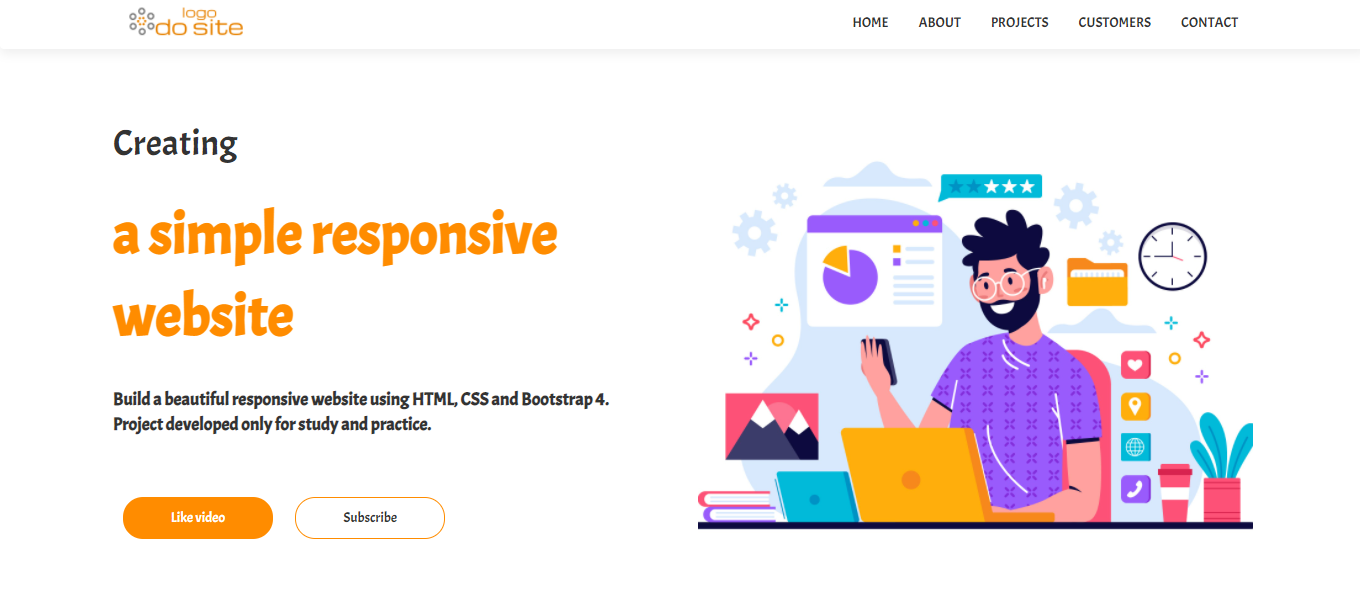 logo
do site
HOME ABOUT PROJECTS CUSTOMERS CONTACT
Creating
a simple responsive
website
Build a beautiful responsive website using HTML, CSS and Bootstrap 4.
Project developed only for study and practice.
Like video Subscribe